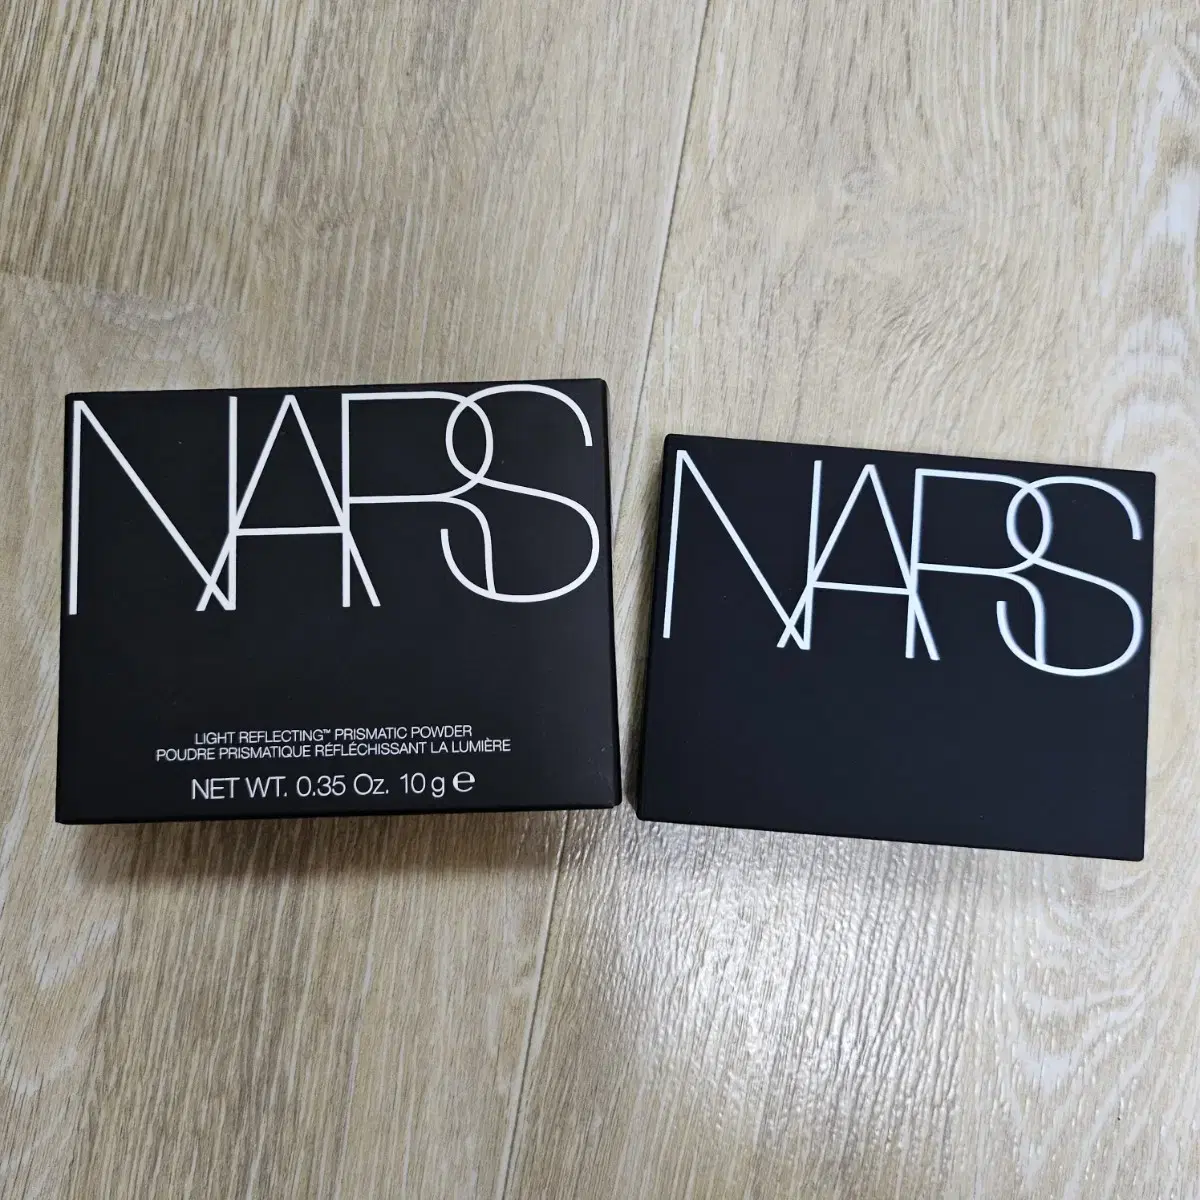 NARS
LIGHT REFLECTING™ PRISMATIC POWDER
POUDRE PRISMATIQUE RÉFLÉCHISSANT LA LUMIÈRE
NET WT. 0.35 Oz. 10 g ℮
NARS